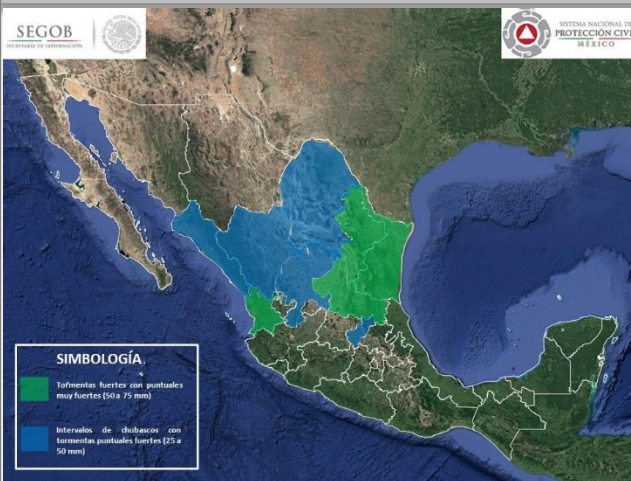 SEGOB
SECRETARÍA DE GOBERNACIÓN
SISTEMA NACIONAL DE
PROTECCIÓN CIVI
MÉXICO
SIMBOLOGÍA
Tormentas fuertes con puntuales
muy fuertes (50 a 75 mm)
Intervalos de chubascos con
tormentas puntuales fuertes (25 a
50 mm)